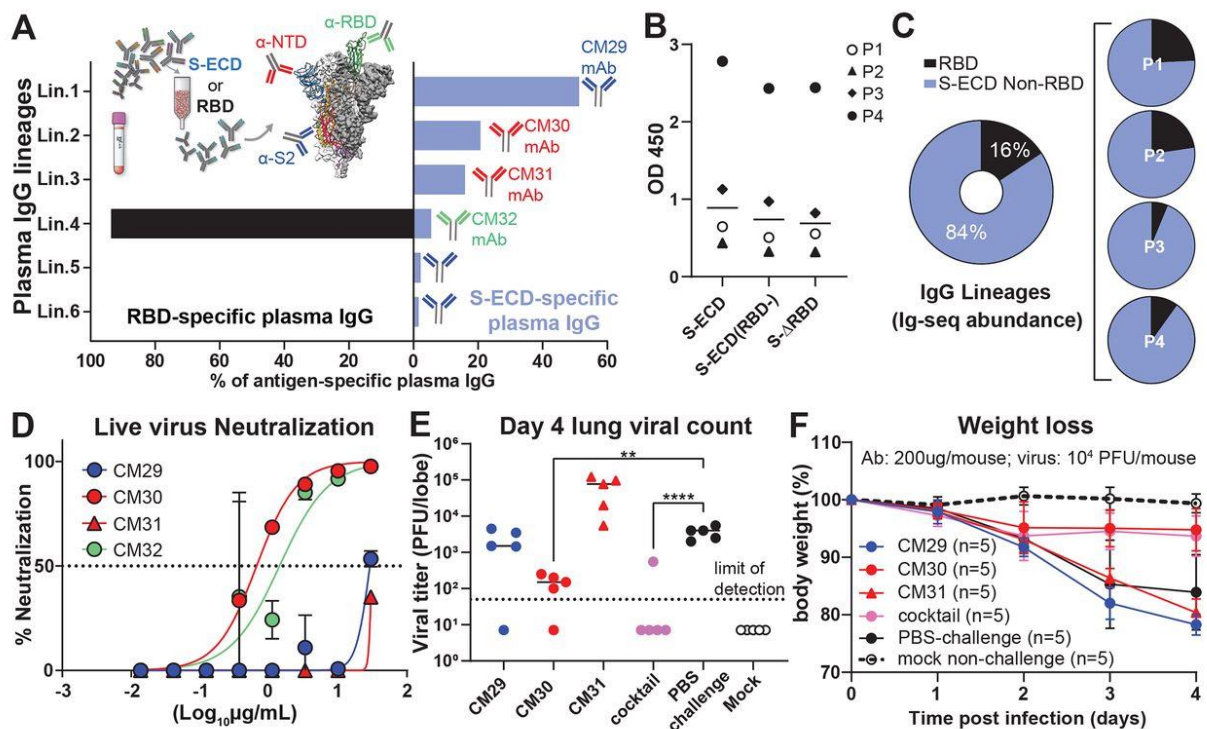 A
Plasma IgG lineages
S-ECD
or
RBD
α-NTD
α-RBD
α-S2
Lin.1
Lin.2
Lin.3
Lin.4
Lin.5
Lin.6
CM29
mAb
CM30
mAb
CM31
mAb
CM32
mAb
RBD-specific plasma IgG
S-ECD-specific
plasma IgG
100 80 60 40 20 0 20 40 60
% of antigen-specific plasma IgG
B
OD 450
3
2
1
0
P1
P2
P3
P4
S-ECD
S-ECD(RBD-)
S-ΔRBD
C
RBD
S-ECD Non-RBD
16%
84%
IgG Lineages
(Ig-seq abundance)
P1
P2
P3
P4
D
Live virus Neutralization
% Neutralization
100
50
0
CM29
CM30
CM31
CM32
-3 -2 -1 0 1 2
(Log10µg/mL)
E
Day 4 lung viral count
Viral titer (PFU/lobe)
10⁶
10⁵
10⁴
10³
10²
10¹
10⁰
**
****
limit of
detection
CM29
CM30
CM31
cocktail
PBS
challenge
Mock
F
Weight loss
Ab: 200ug/mouse; virus: 10⁴ PFU/mouse
body weight (%)
110
100
90
80
70
CM29 (n=5)
CM30 (n=5)
CM31 (n=5)
cocktail (n=5)
PBS-challenge (n=5)
mock non-challenge (n=5)
0 1 2 3 4
Time post infection (days)